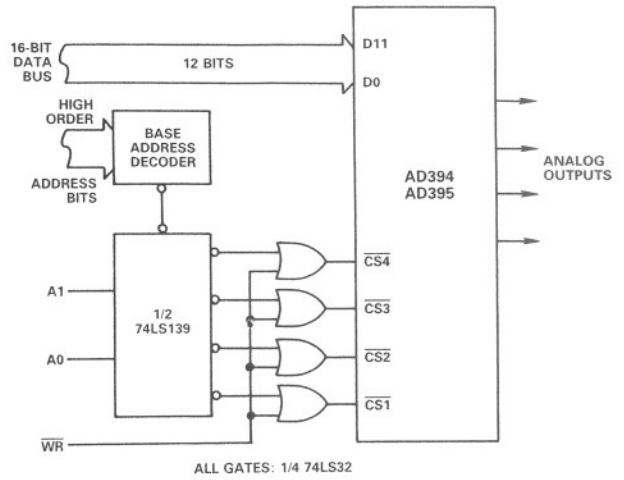 16-BIT
DATA
BUS
12 BITS
D11
D0
HIGH
ORDER
ADDRESS
BITS
BASE
ADDRESS
DECODER
AD394
AD395
ANALOG
OUTPUTS
A1
A0
1/2
74LS139
CS4
CS3
CS2
CS1
WR
ALL GATES: 1/4 74LS32